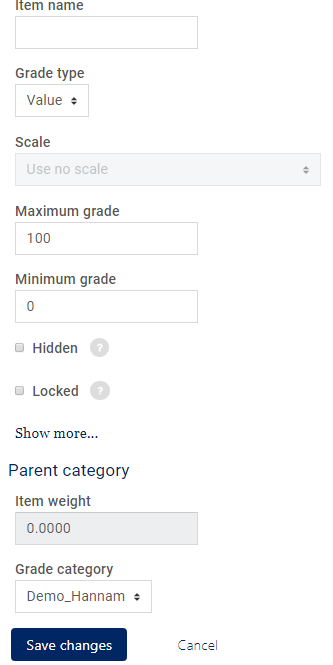 Item name
Grade type
Value
Scale
Use no scale
Maximum grade
100
Minimum grade
0
Hidden ?
Locked ?
Show more...
Parent category
Item weight
0.0000
Grade category
Demo_Hannam
Save changes Cancel